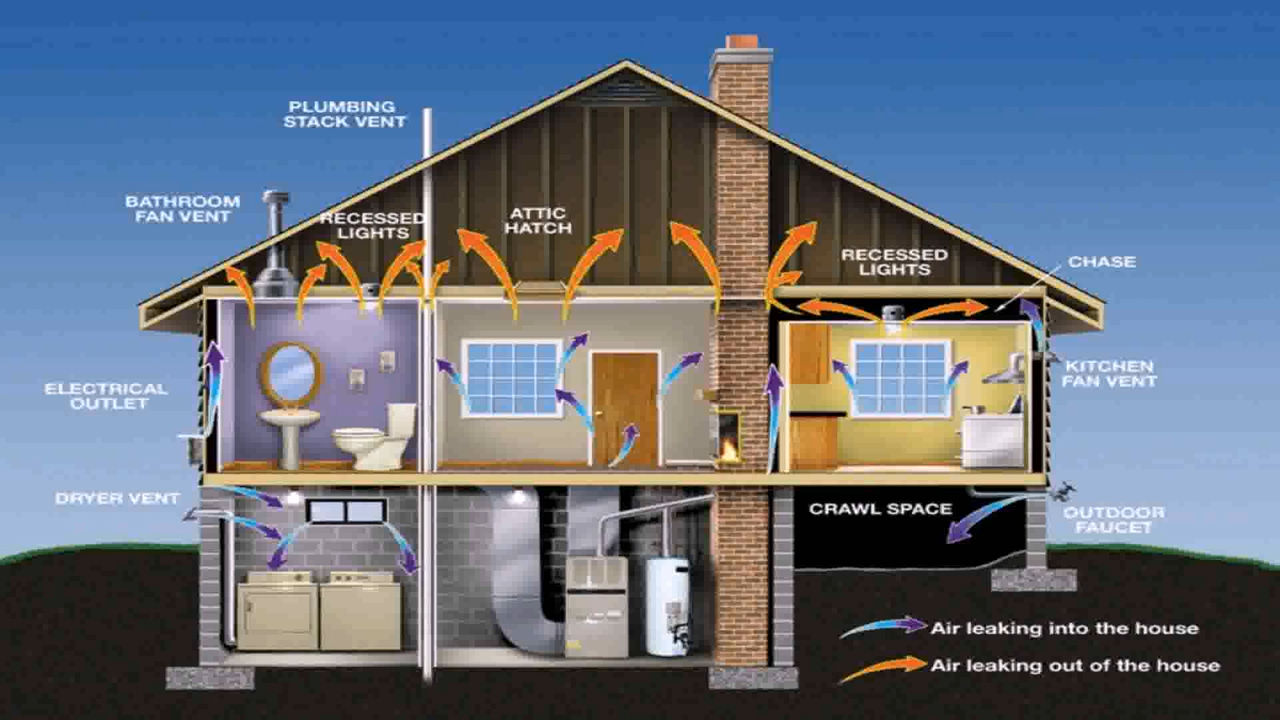 PLUMBING
STACK VENT
BATHROOM
FAN VENT
RECESSED
LIGHTS
ATTIC
HATCH
RECESSED
LIGHTS
CHASE
ELECTRICAL
OUTLET
KITCHEN
FAN VENT
DRYER VENT
CRAWL SPACE
OUTDOOR
FAUCET
Air leaking into the house
Air leaking out of the house